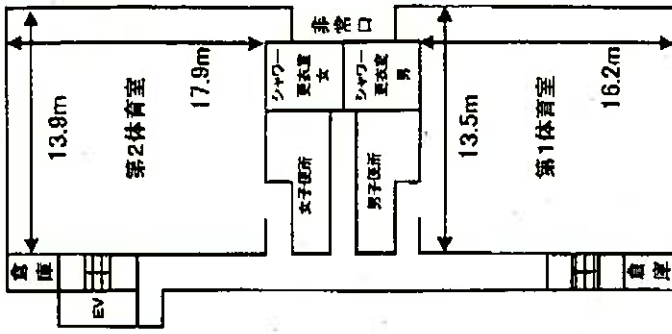 非常口
シャワー
更衣室
女
シャワー
更衣室
男
13.9m
17.9m
第2体育室
13.5m
16.2m
第1体育室
女子便所
男子便所
倉庫
EV
倉庫